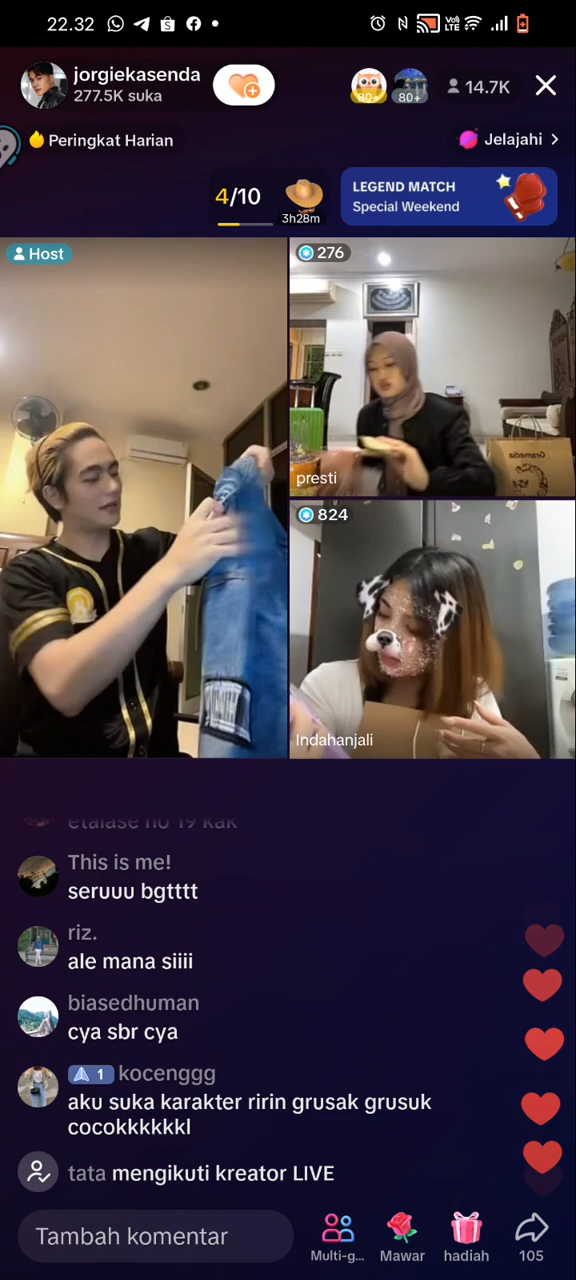 22.32
jorgiekasenda
277.5K suka
80+
80+
14.7K
Peringkat Harian
Jelajahi
4/10
3h28m
LEGEND MATCH
Special Weekend
Host
276
Gramedia
presti
824
Indahanjali
etalase no 19 kak
This is me!
seruuu bgtttt
riz.
ale mana siiii
biasedhuman
cya sbr cya
1 kocenggg
aku suka karakter ririn grusak grusuk
cocokkkkkkl
tata mengikuti kreator LIVE
Tambah komentar
Multi-g...
Mawar
hadiah
105